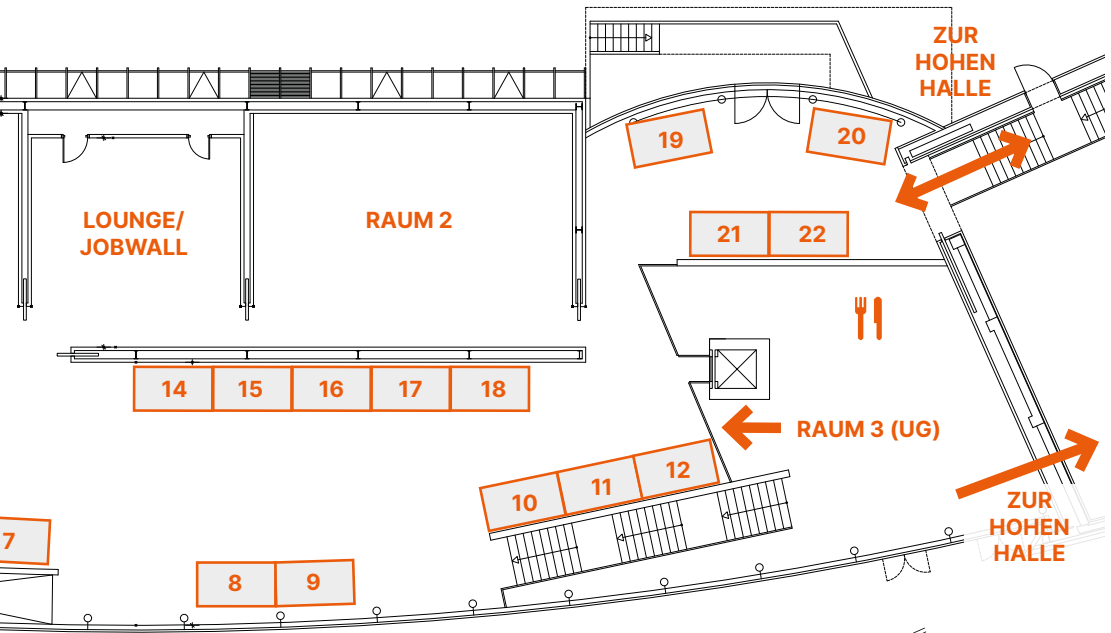 ZUR
HOHEN
HALLE
19
20
LOUNGE/
JOBWALL
RAUM 2
21
22
14
15
16
17
18
RAUM 3 (UG)
10
11
12
7
8
9
ZUR
HOHEN
HALLE